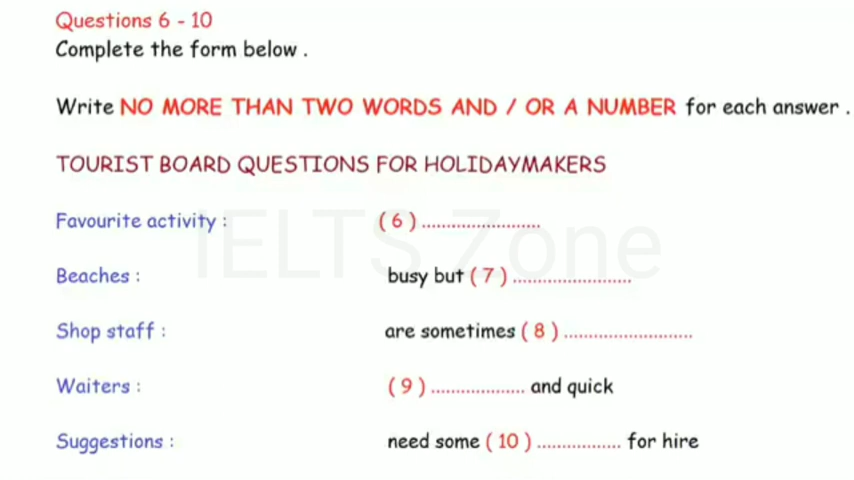 Questions 6 - 10
Complete the form below .
Write NO MORE THAN TWO WORDS AND / OR A NUMBER for each answer .
TOURIST BOARD QUESTIONS FOR HOLIDAYMAKERS
Favourite activity : ( 6 ) ........................
IELTS Zone
Beaches : busy but ( 7 ) ........................
Shop staff : are sometimes ( 8 ) ..........................
Waiters : ( 9 ) ................... and quick
Suggestions : need some ( 10 ) ................. for hire